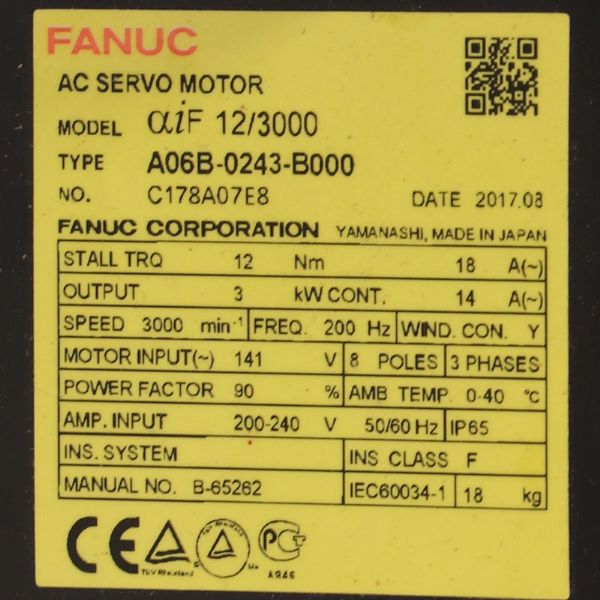 FANUC
AC SERVO MOTOR
MODEL αiF 12/3000
TYPE A06B-0243-B000
NO. C178A07E8 DATE 2017.08
FANUC CORPORATION YAMANASHI, MADE IN JAPAN
STALL TRQ 12 Nm 18 A(~)
OUTPUT 3 kW CONT. 14 A(~)
SPEED 3000 min-1 FREQ. 200 Hz WIND. CON. Y
MOTOR INPUT(~) 141 V 8 POLES 3 PHASES
POWER FACTOR 90 % AMB TEMP. 0-40 °C
AMP. INPUT 200-240 V 50/60 Hz IP65
INS. SYSTEM INS CLASS F
MANUAL NO. B-65262 IEC60034-1 18 kg
CE
TÜV Rheinland